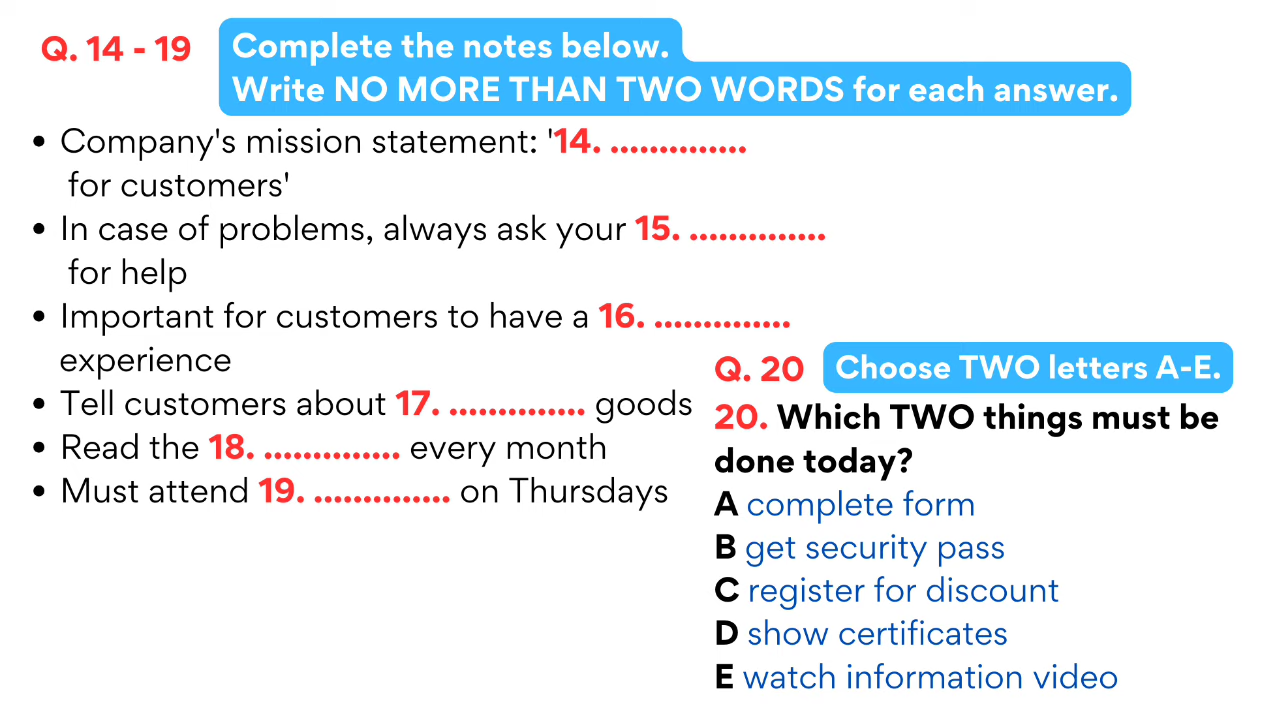 Q. 14 - 19
Complete the notes below.
Write NO MORE THAN TWO WORDS for each answer.
• Company's mission statement: '14. ..............
for customers'
• In case of problems, always ask your 15. ..............
for help
• Important for customers to have a 16. ..............
experience
• Tell customers about 17. .............. goods
• Read the 18. .............. every month
• Must attend 19. .............. on Thursdays
Q. 20
Choose TWO letters A-E.
20. Which TWO things must be
done today?
A complete form
B get security pass
C register for discount
D show certificates
E watch information video